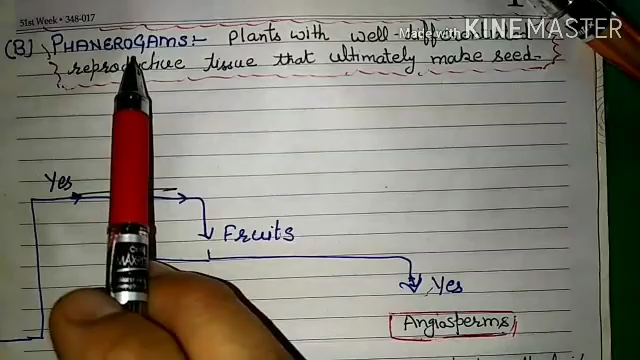 51st Week • 348-017
Made with KINEMASTER
(B) PHANEROGAMS:- Plants with well-
reproductive tissue that ultimately make seed.
Yes
Fruits
Yes
Angiosperms